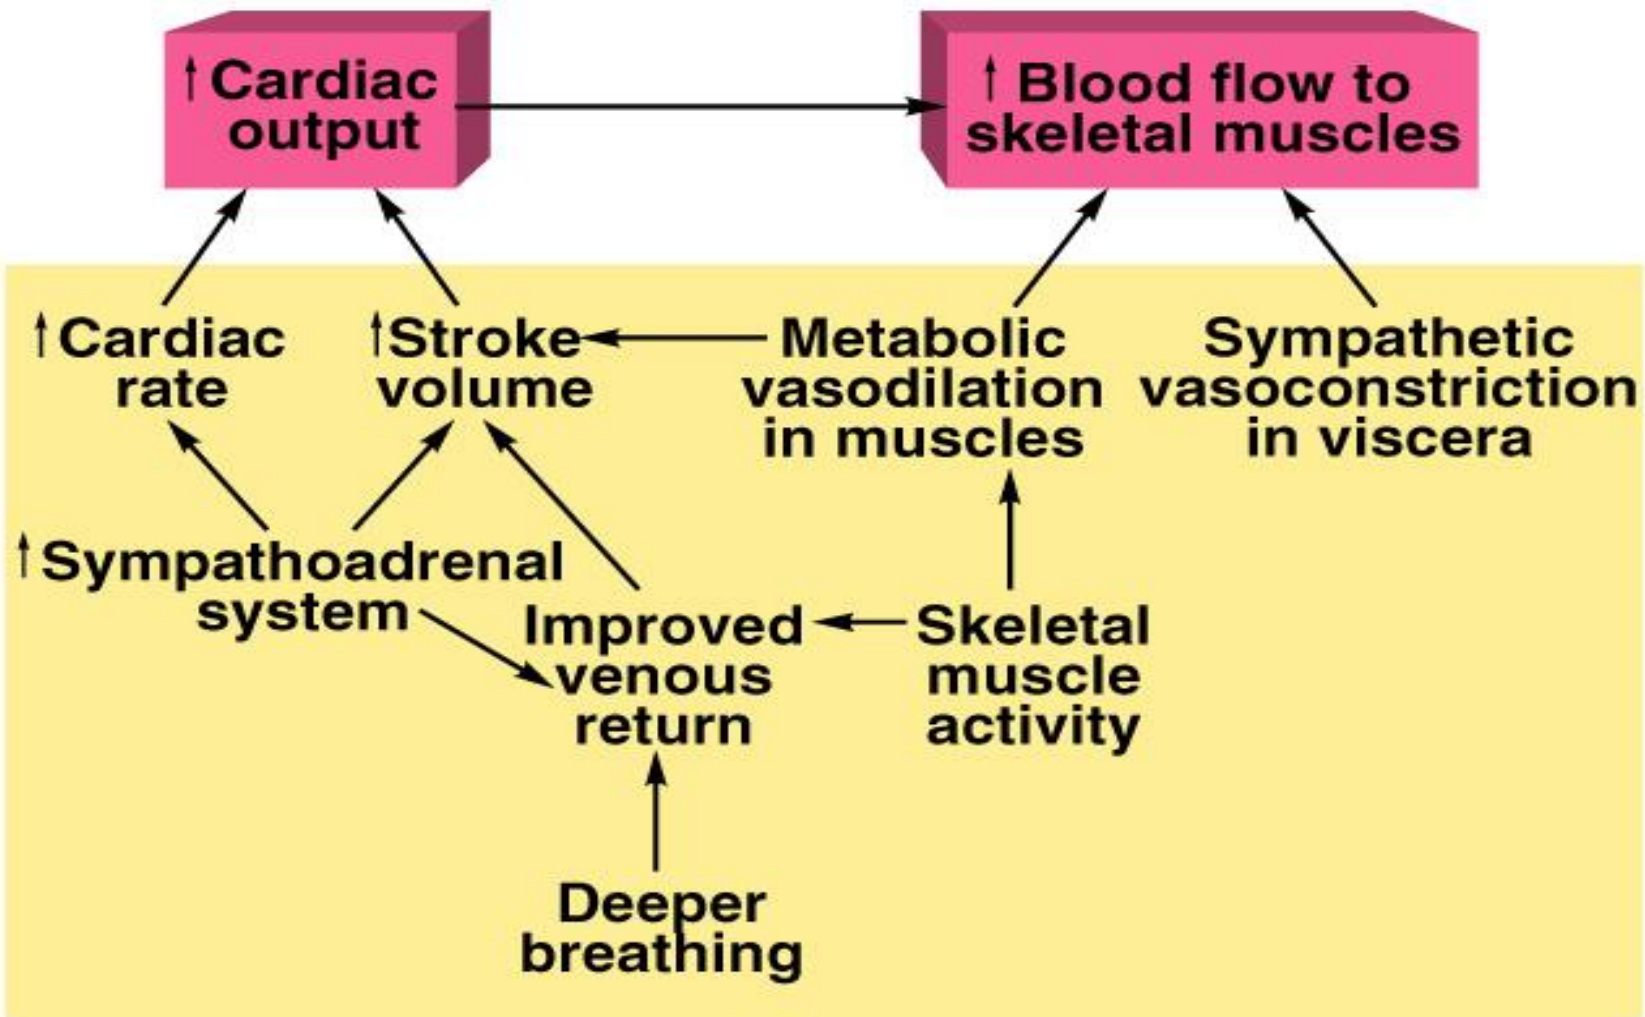 ↑ Cardiac
output
↑ Blood flow to
skeletal muscles
↑ Cardiac
rate
↑ Stroke
volume
Metabolic
vasodilation
in muscles
Sympathetic
vasoconstriction
in viscera
↑ Sympathoadrenal
system
Improved
venous
return
Skeletal
muscle
activity
Deeper
breathing